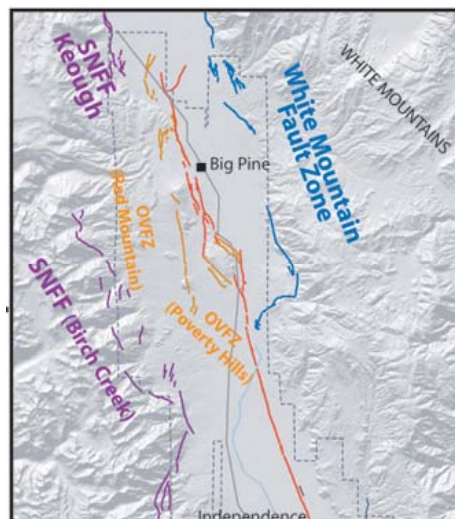 SNFF
Keough
WHITE MOUNTAINS
White Mountain
Fault Zone
Big Pine
OVFZ
(Red Mountain)
SNFF (Birch Creek)
OVFZ
(Poverty Hills)
Independence